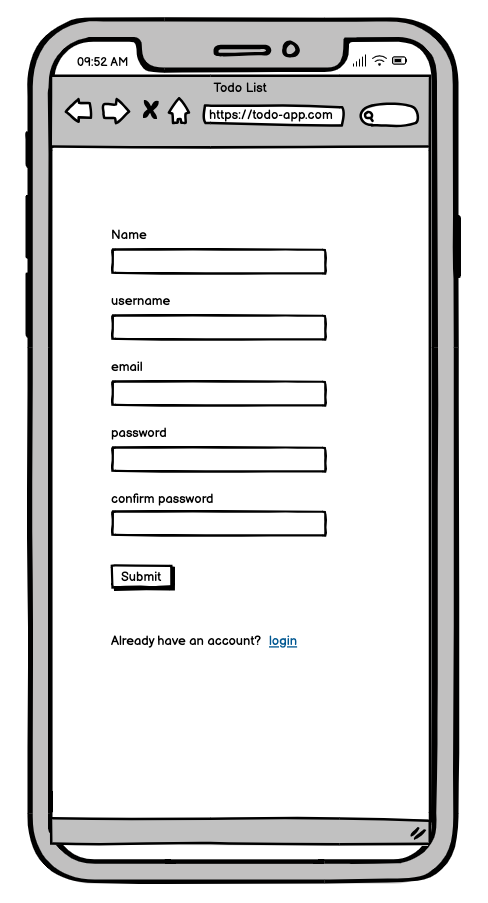 09:52 AM
Todo List
https://todo-app.com
Name
username
email
password
confirm password
Submit
Already have an account? login